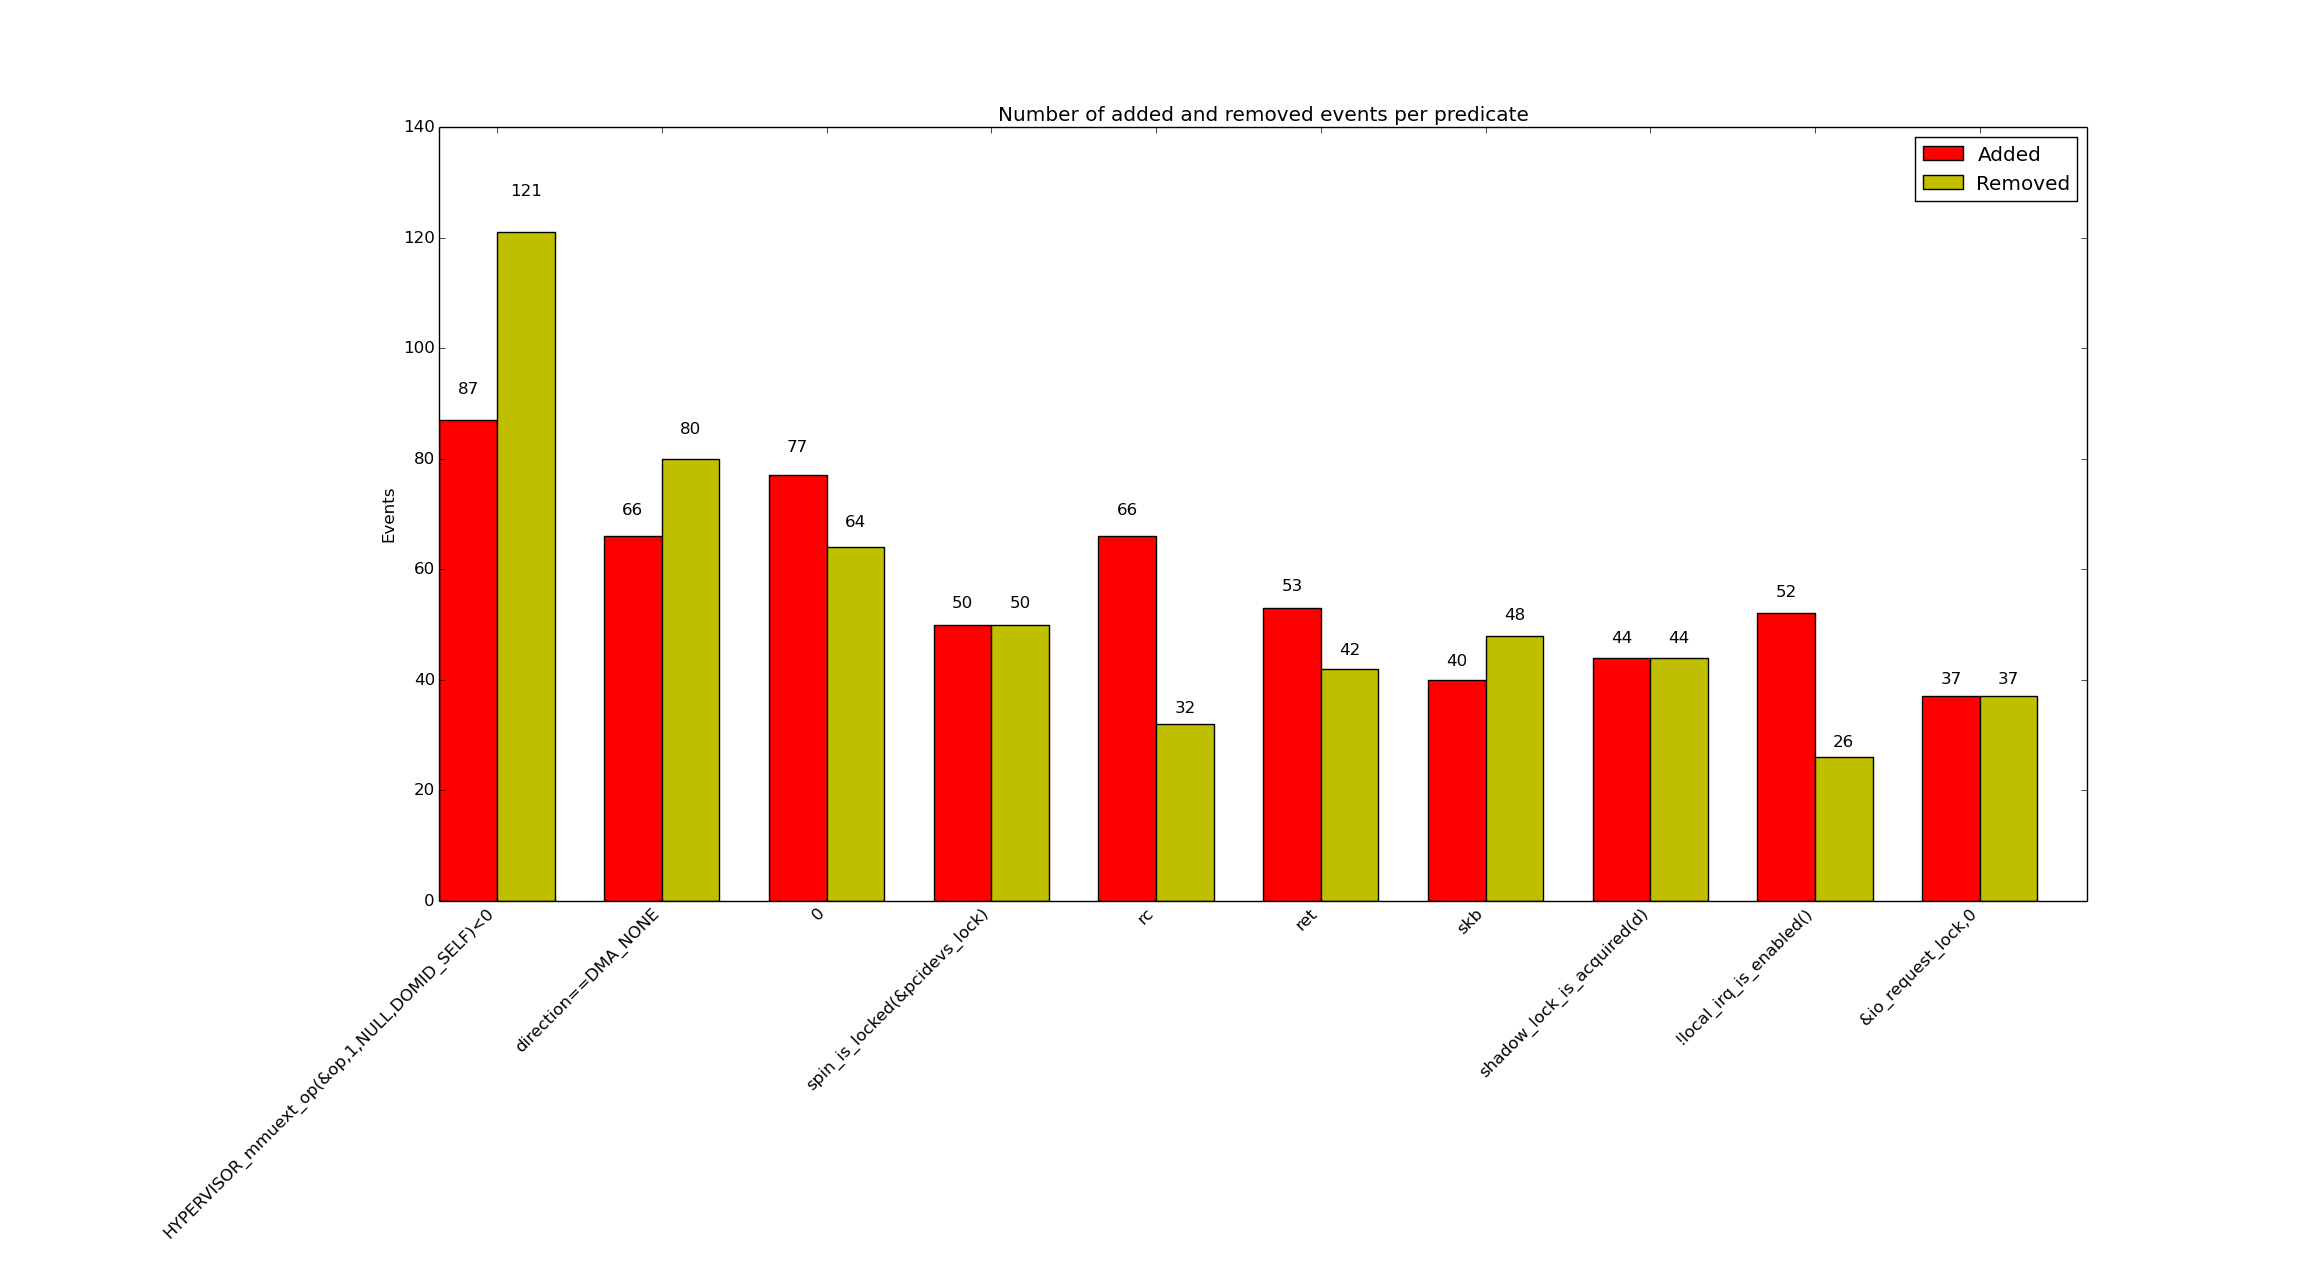 Number of added and removed events per predicate
140
120
100
80
60
40
20
0
Events
Added
Removed
87
121
66
80
77
64
50
50
66
32
53
42
40
48
44
44
52
26
37
37
HYPERVISOR_mmuext_op(&op,1,NULL,DOMID_SELF)<0
direction==DMA_NONE
0
spin_is_locked(&pcidevs_lock)
rc
ret
skb
shadow_lock_is_acquired(d)
!local_irq_is_enabled()
&io_request_lock,0